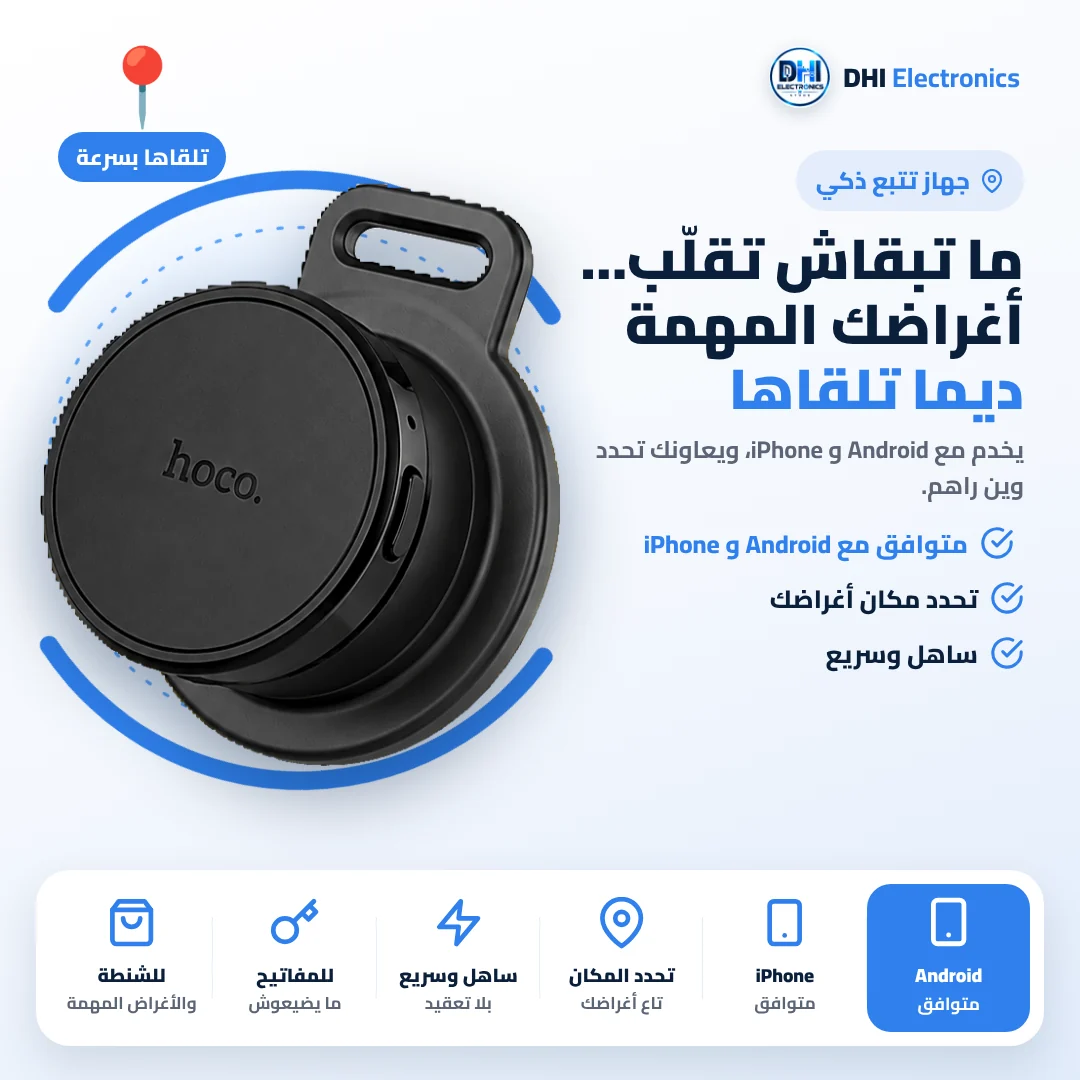 DHI ELECTRONICS STORE
DHI Electronics
تلقاها بسرعة
جهاز تتبع ذكي
ما تبقاش تقلّب...
أغراضك المهمة
ديما تلقاها
يخدم مع Android و iPhone، ويعاونك تحدد
وين راهم.
متوافق مع Android و iPhone
تحدد مكان أغراضك
ساهل وسريع
hoco.
Android
متوافق
iPhone
متوافق
تحدد المكان
تاع أغراضك
ساهل وسريع
بلا تعقيد
للمفاتيح
ما يضيعوش
للشنطة
والأغراض المهمة